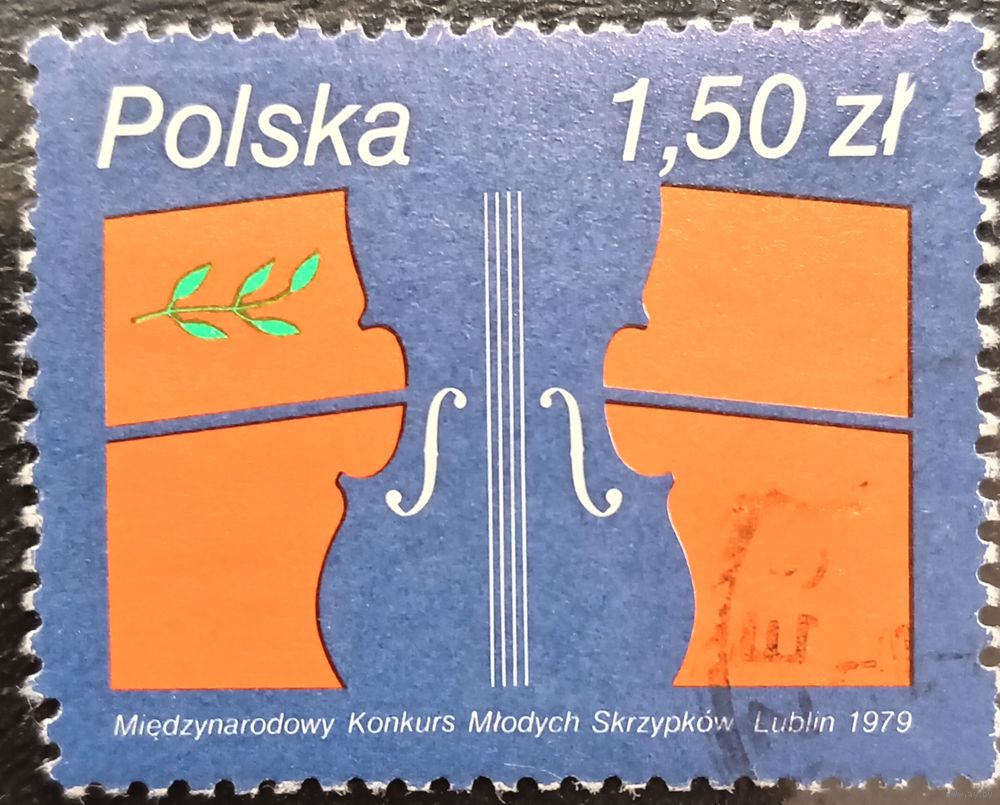 Polska 1,50 zł
Międzynarodowy Konkurs Młodych Skrzypków Lublin 1979